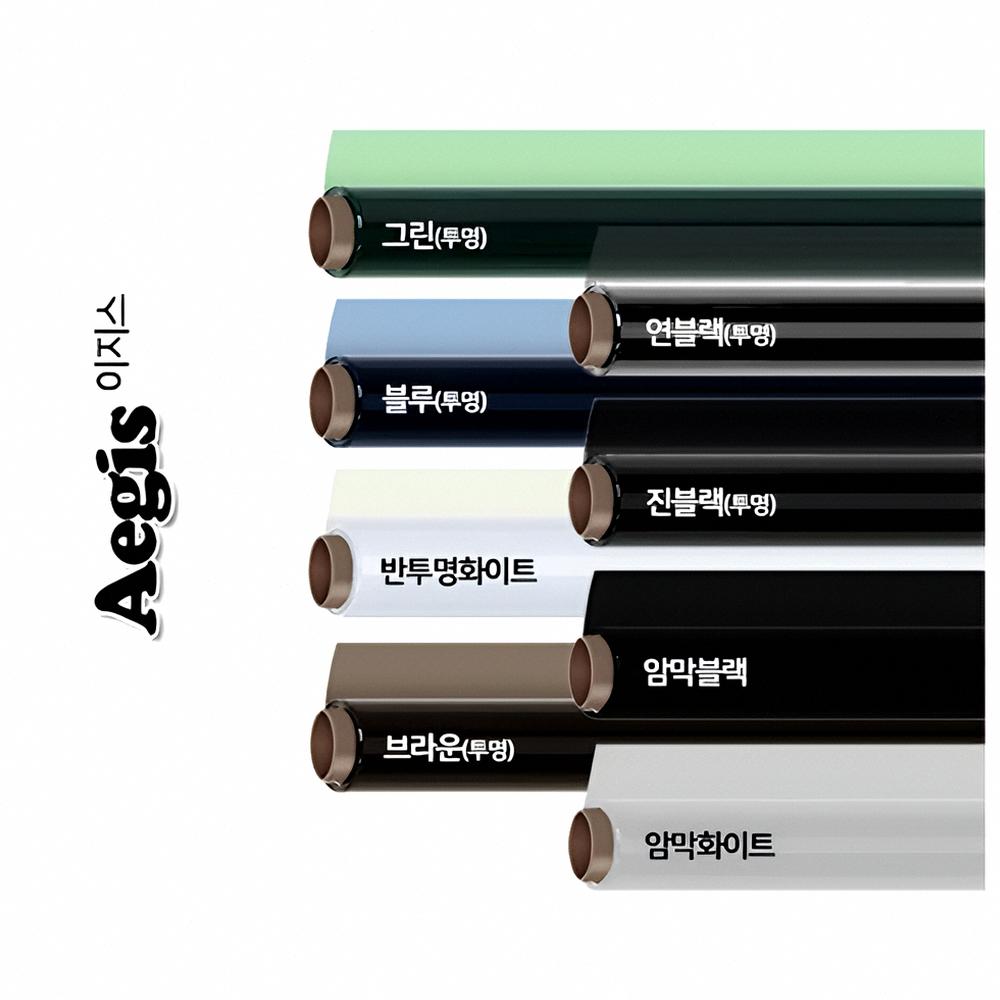 Aegis 이지스
그린(투명)
연블랙(투명)
블루(투명)
진블랙(투명)
반투명화이트
암막블랙
브라운(투명)
암막화이트